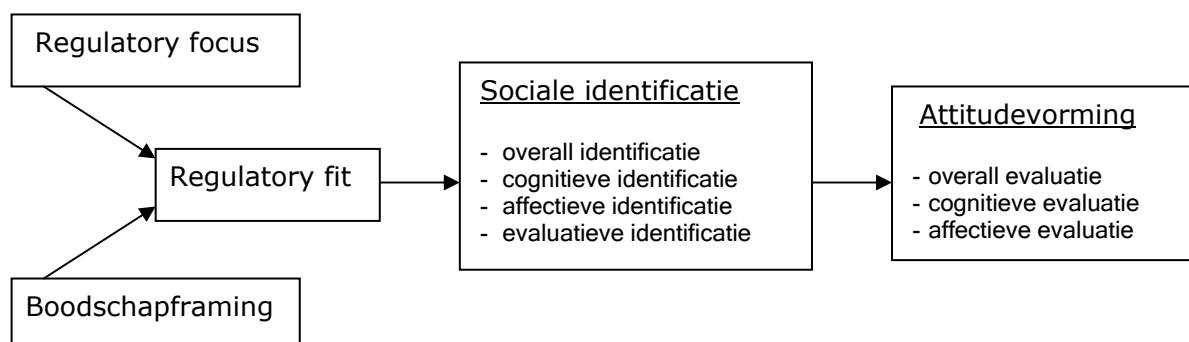 Regulatory focus
Regulatory fit
Boodschapframing
Sociale identificatie
- overall identificatie
- cognitieve identificatie
- affectieve identificatie
- evaluatieve identificatie
Attitudevorming
- overall evaluatie
- cognitieve evaluatie
- affectieve evaluatie